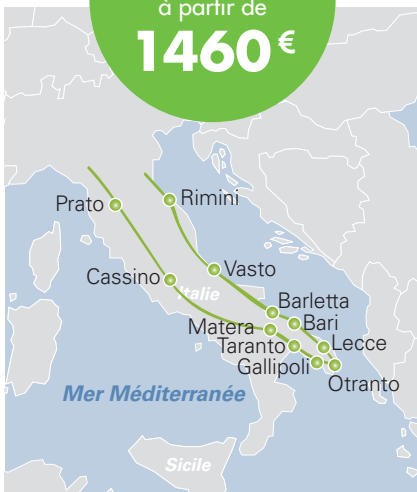 à partir de
1460 €
Prato
Rimini
Cassino
Vasto
Italie
Barletta
Matera
Bari
Taranto
Lecce
Gallipoli
Otranto
Mer Méditerranée
Sicile